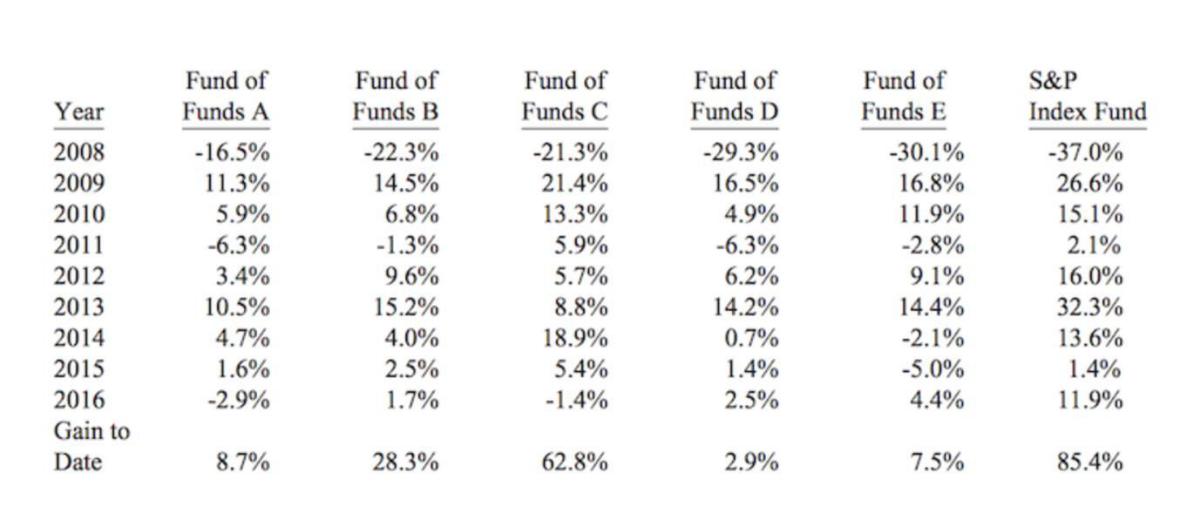 Fund of Fund of Fund of Fund of Fund of S&P
Year Funds A Funds B Funds C Funds D Funds E Index Fund
2008 -16.5% -22.3% -21.3% -29.3% -30.1% -37.0%
2009 11.3% 14.5% 21.4% 16.5% 16.8% 26.6%
2010 5.9% 6.8% 13.3% 4.9% 11.9% 15.1%
2011 -6.3% -1.3% 5.9% -6.3% -2.8% 2.1%
2012 3.4% 9.6% 5.7% 6.2% 9.1% 16.0%
2013 10.5% 15.2% 8.8% 14.2% 14.4% 32.3%
2014 4.7% 4.0% 18.9% 0.7% -2.1% 13.6%
2015 1.6% 2.5% 5.4% 1.4% -5.0% 1.4%
2016 -2.9% 1.7% -1.4% 2.5% 4.4% 11.9%
Gain to
Date 8.7% 28.3% 62.8% 2.9% 7.5% 85.4%